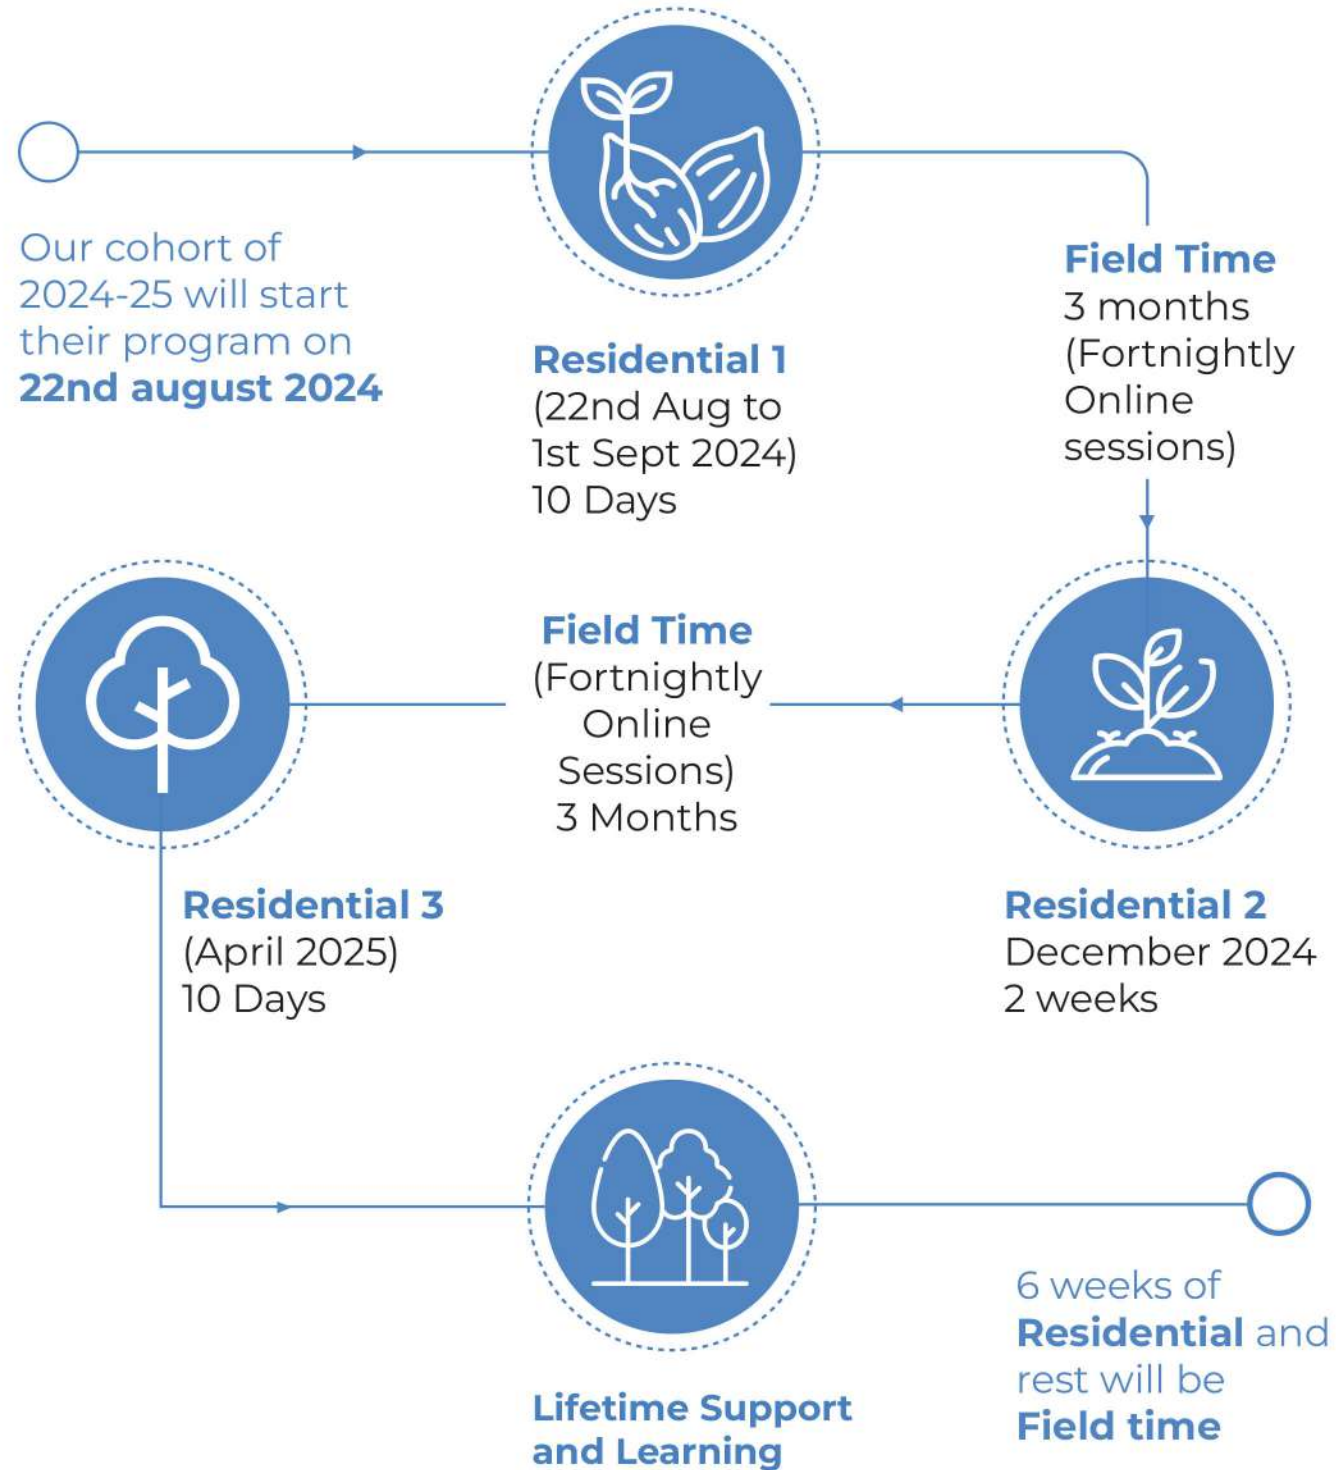 Our cohort of
2024-25 will start
their program on
22nd august 2024
Residential 1
(22nd Aug to
1st Sept 2024)
10 Days
Field Time
3 months
(Fortnightly
Online
sessions)
Residential 2
December 2024
2 weeks
Field Time
(Fortnightly
Online
Sessions)
3 Months
Residential 3
(April 2025)
10 Days
Lifetime Support
and Learning
6 weeks of
Residential and
rest will be
Field time